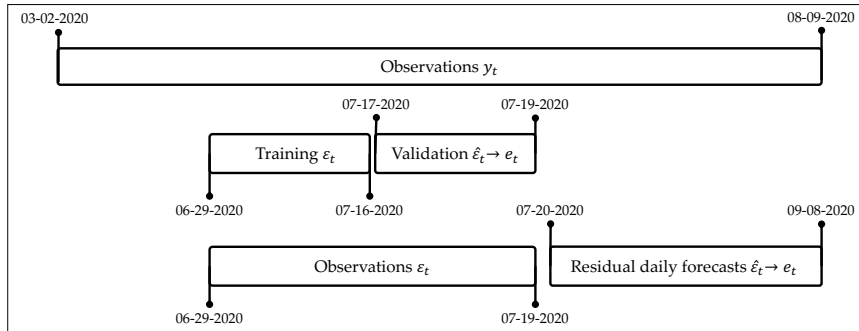 03-02-2020 08-09-2020
Observations y_t
07-17-2020 07-19-2020
Training ε_t Validation ε̂_t → e_t
06-29-2020 07-16-2020 07-20-2020 09-08-2020
Observations ε_t Residual daily forecasts ε̂_t → e_t
06-29-2020 07-19-2020